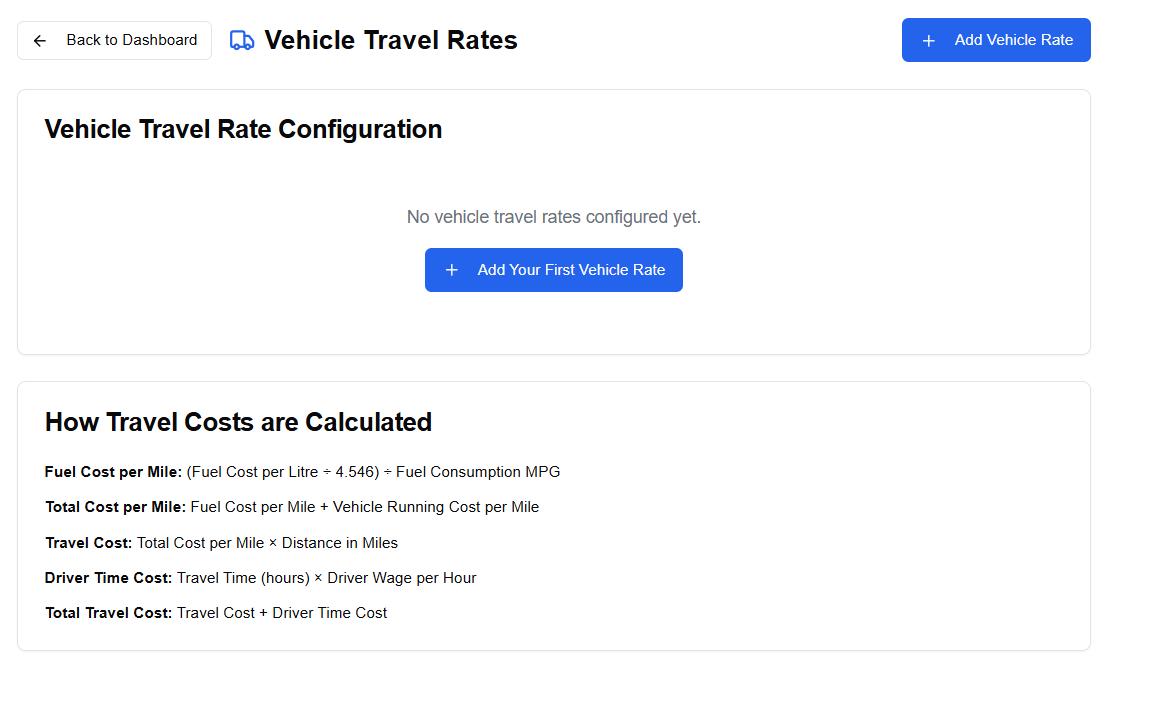 Back to Dashboard
Vehicle Travel Rates
Add Vehicle Rate
Vehicle Travel Rate Configuration
No vehicle travel rates configured yet.
Add Your First Vehicle Rate
How Travel Costs are Calculated
Fuel Cost per Mile: (Fuel Cost per Litre ÷ 4.546) ÷ Fuel Consumption MPG
Total Cost per Mile: Fuel Cost per Mile + Vehicle Running Cost per Mile
Travel Cost: Total Cost per Mile × Distance in Miles
Driver Time Cost: Travel Time (hours) × Driver Wage per Hour
Total Travel Cost: Travel Cost + Driver Time Cost